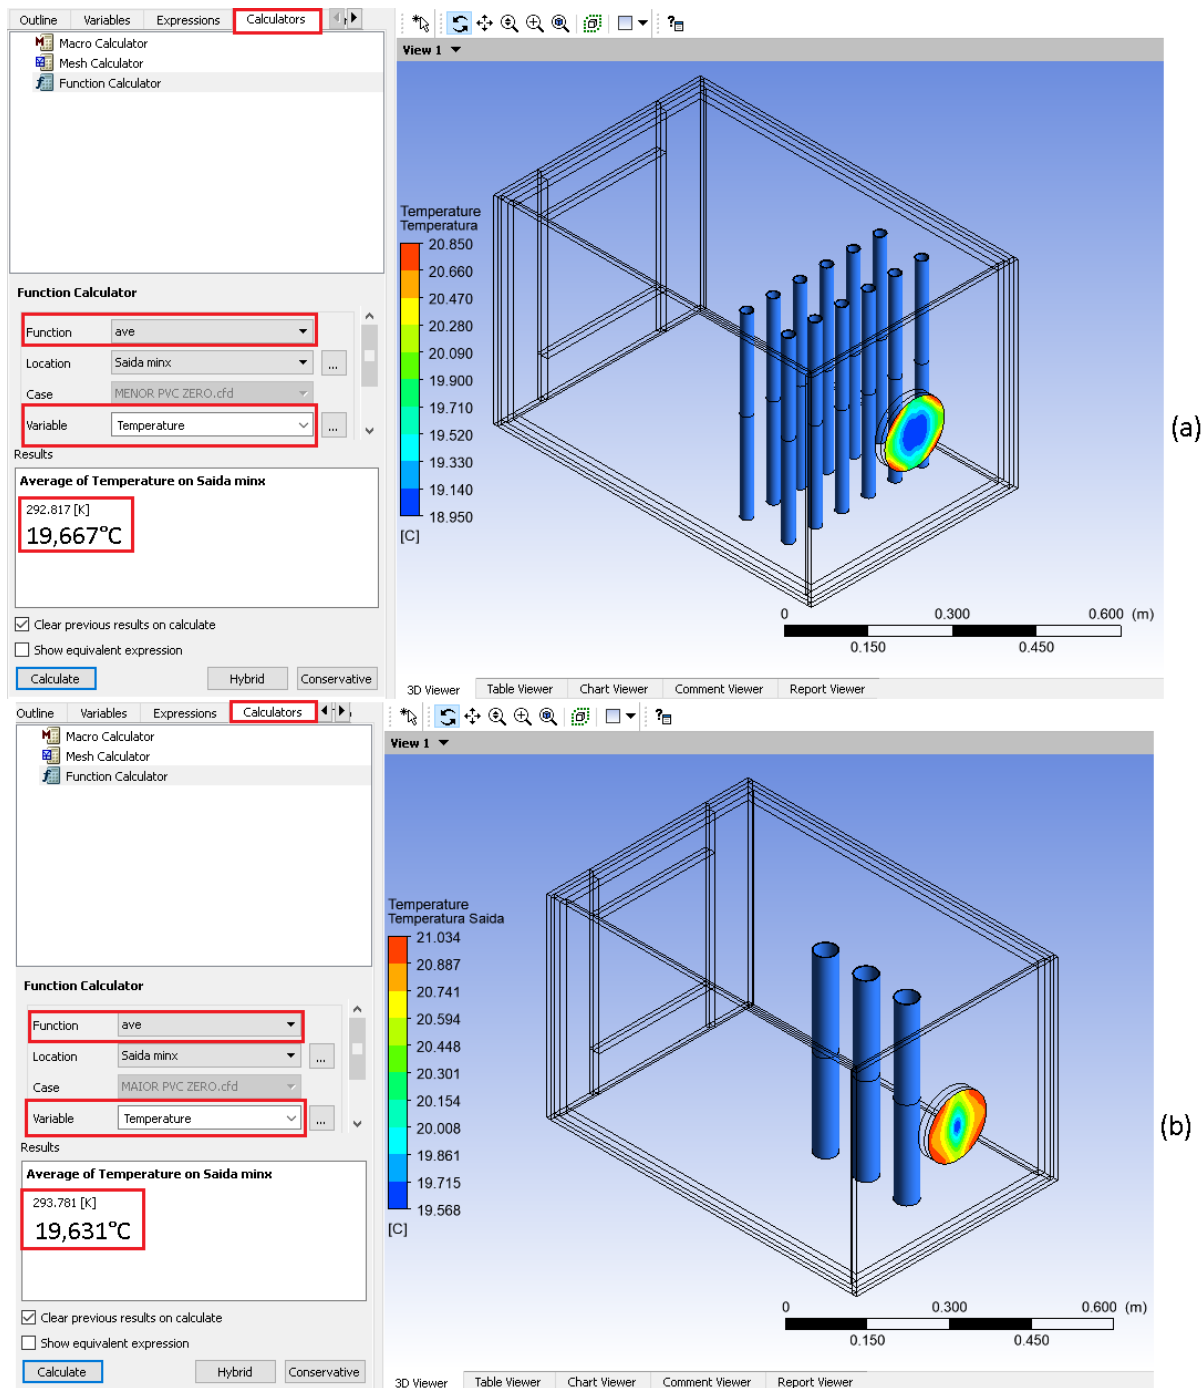 Outline Variables Expressions Calculators
Macro Calculator
Mesh Calculator
Function Calculator
Function Calculator
Function ave
Location Saida minx ...
Case MENOR PVC ZERO.cfd
Variable Temperature ...
Results
Average of Temperature on Saida minx
292.817 [K]
19,667°C
Clear previous results on calculate
Show equivalent expression
Calculate Hybrid Conservative
View 1
Temperature
Temperatura
20.850
20.660
20.470
20.280
20.090
19.900
19.710
19.520
19.330
19.140
18.950
[C]
0 0.300 0.600 (m)
0.150 0.450
3D Viewer Table Viewer Chart Viewer Comment Viewer Report Viewer
(a)
Outline Variables Expressions Calculators
Macro Calculator
Mesh Calculator
Function Calculator
Function Calculator
Function ave
Location Saida minx ...
Case MAIOR PVC ZERO.cfd
Variable Temperature ...
Results
Average of Temperature on Saida minx
293.781 [K]
19,631°C
Clear previous results on calculate
Show equivalent expression
Calculate Hybrid Conservative
View 1
Temperature
Temperatura Saida
21.034
20.887
20.741
20.594
20.448
20.301
20.154
20.008
19.861
19.715
19.568
[C]
0 0.300 0.600 (m)
0.150 0.450
3D Viewer Table Viewer Chart Viewer Comment Viewer Report Viewer
(b)